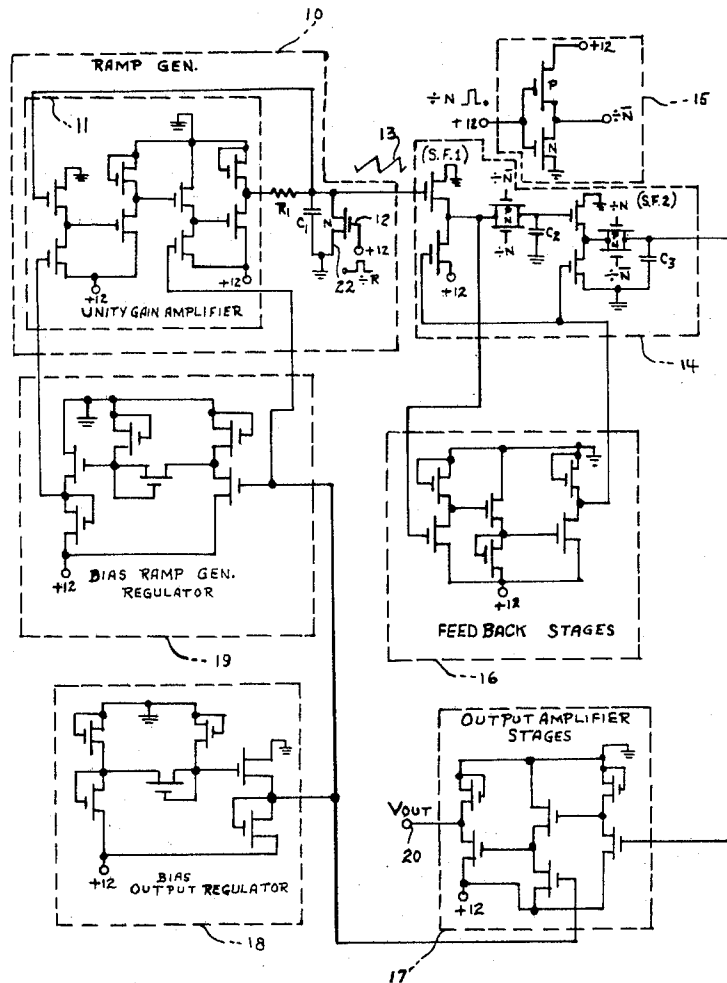 10
RAMP GEN.
+12
P
÷N
+12
÷N̅
N
15
11
13
(S.F.1)
÷N̅
÷N
(S.F.2)
R1
C1
N
12
+12
÷R
22
P
N
÷N
C2
P
N
÷N̅
C3
+12
+12
+12
UNITY GAIN AMPLIFIER
14
+12
BIAS RAMP GEN.
REGULATOR
19
+12
FEEDBACK STAGES
16
+12
BIAS
OUTPUT REGULATOR
18
OUTPUT AMPLIFIER
STAGES
VOUT
20
+12
17